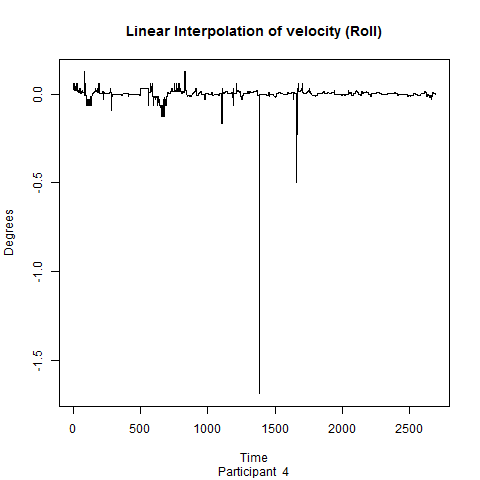 Linear Interpolation of velocity (Roll)
Degrees
0.0
-0.5
-1.0
-1.5
0 500 1000 1500 2000 2500
Time
Participant 4